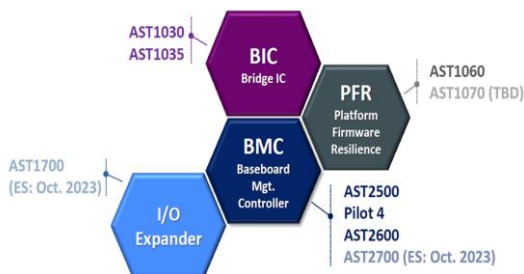 AST1030
AST1035
BIC
Bridge IC
PFR
Platform
Firmware
Resilience
AST1060
AST1070 (TBD)
BMC
Baseboard
Mgt.
Controller
AST1700
(ES: Oct. 2023)
I/O
Expander
AST2500
Pilot 4
AST2600
AST2700 (ES: Oct. 2023)